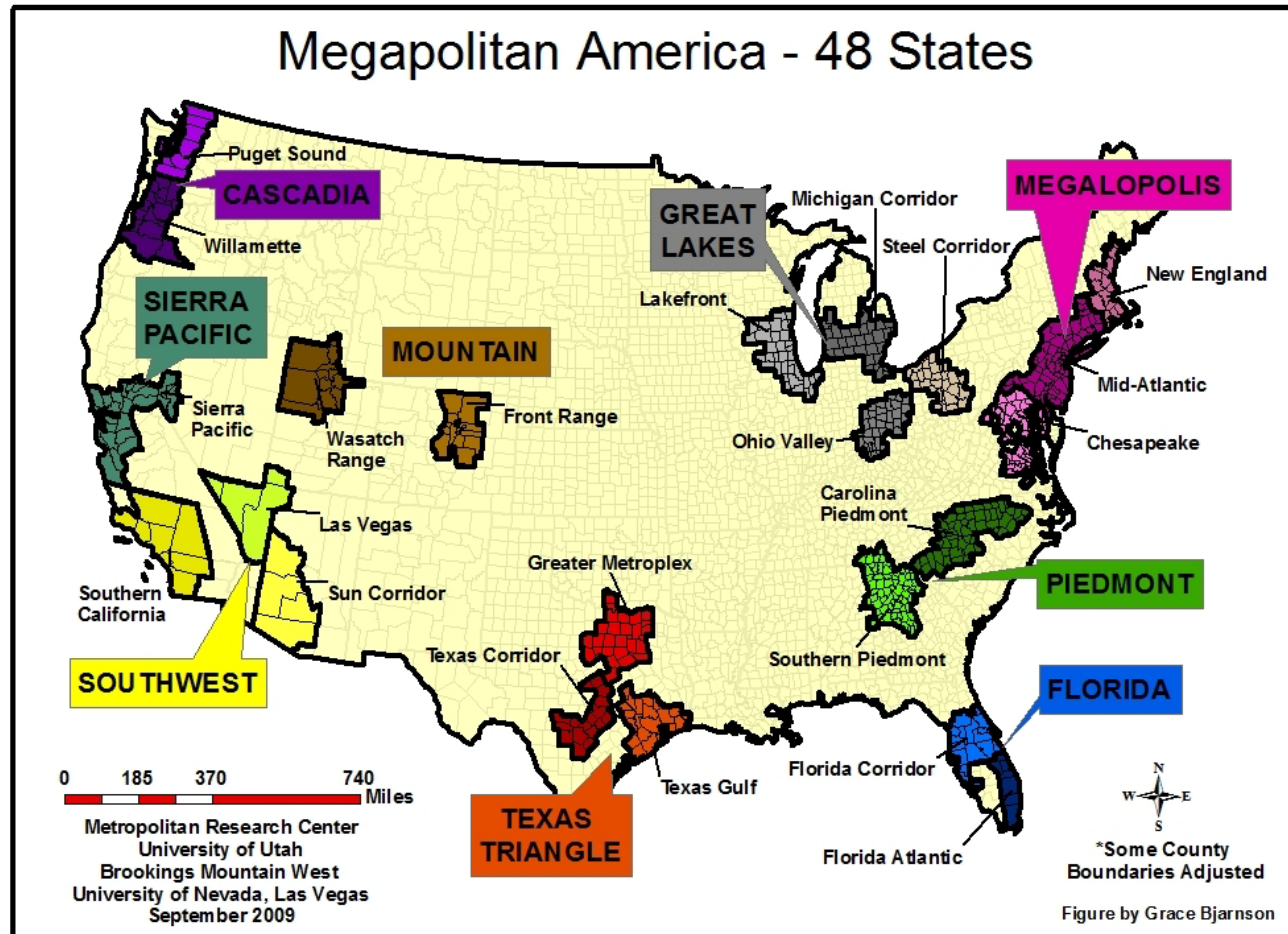 Megapolitan America - 48 States
Puget Sound
CASCADIA
Willamette
SIERRA
PACIFIC
Sierra
Pacific
MOUNTAIN
Wasatch
Range
Front Range
GREAT
LAKES
Michigan Corridor
Steel Corridor
Lakefront
Ohio Valley
MEGALOPOLIS
New England
Mid-Atlantic
Chesapeake
Carolina
Piedmont
PIEDMONT
Southern Piedmont
Las Vegas
Southern
California
Sun Corridor
SOUTHWEST
Greater Metroplex
Texas Corridor
Texas Gulf
TEXAS
TRIANGLE
FLORIDA
Florida Corridor
Florida Atlantic
0 185 370 740
Miles
Metropolitan Research Center
University of Utah
Brookings Mountain West
University of Nevada, Las Vegas
September 2009
N
W E
S
*Some County
Boundaries Adjusted
Figure by Grace Bjarnson